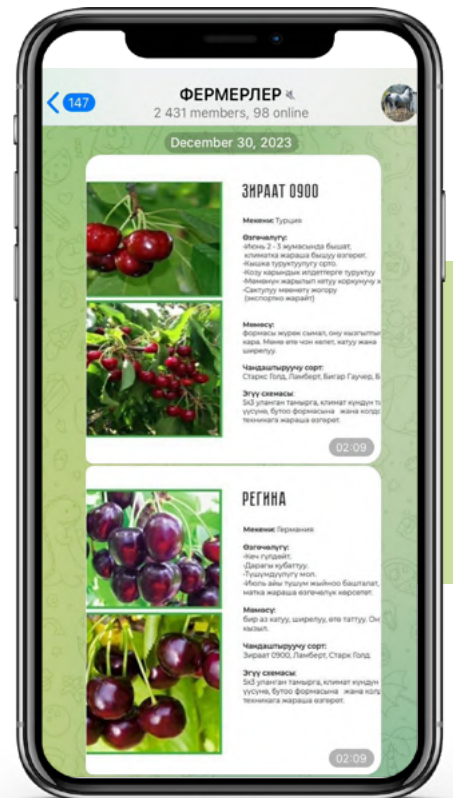 147
ФЕРМЕРЛЕР
2 431 members, 98 online
December 30, 2023
ЗИРААТ 0900
Мекени: Турция
Өзгөчөлүгү:
-Июнь 2 - 3 жумасында бышат,
климатка жараша бышуу өзгөрөт.
-Кышка туруктуулугу орто.
-Козу карындык илдеттерге туруктуу
-Мөмөнүн жарылып кетүү коркунучу
-Сактулуу мөөнөтү жогору
(экспортко жарайт)
Мөмөсү:
формасы жүрөк сымал, өңү кызгылтым
кара. Мөмө өтө чоң келет, катуу жана
ширелүү.
Чаңдаштыруучу сорт:
Старкс Голд, Ламберт, Бигар Гаучер,
Эгүү схемасы:
5х3 уланган тамырга, климат күндүн
үүсүнө, бутоо формасына жана
техникага жараша өзгөрөт.
02:09
РЕГИНА
Мекени: Германия
Өзгөчөлүгү:
-Кеч гүлдөйт.
-Дарагы кубаттуу.
-Түшүмдүүлүгү мол.
-Июль айы түшүм жыйноо башталат,
матка жараша өзгөчөлүк көрсөтөт.
Мөмөсү:
бир аз катуу, ширелүү, өтө таттуу.
кызыл.
Чаңдаштыруучу сорт:
Зираат 0900, Ламберт, Старк Голд.
Эгүү схемасы:
5х3 уланган тамырга, климат күндүн
үүсүнө, бутоо формасына жана
техникага жараша өзгөрөт.
02:09